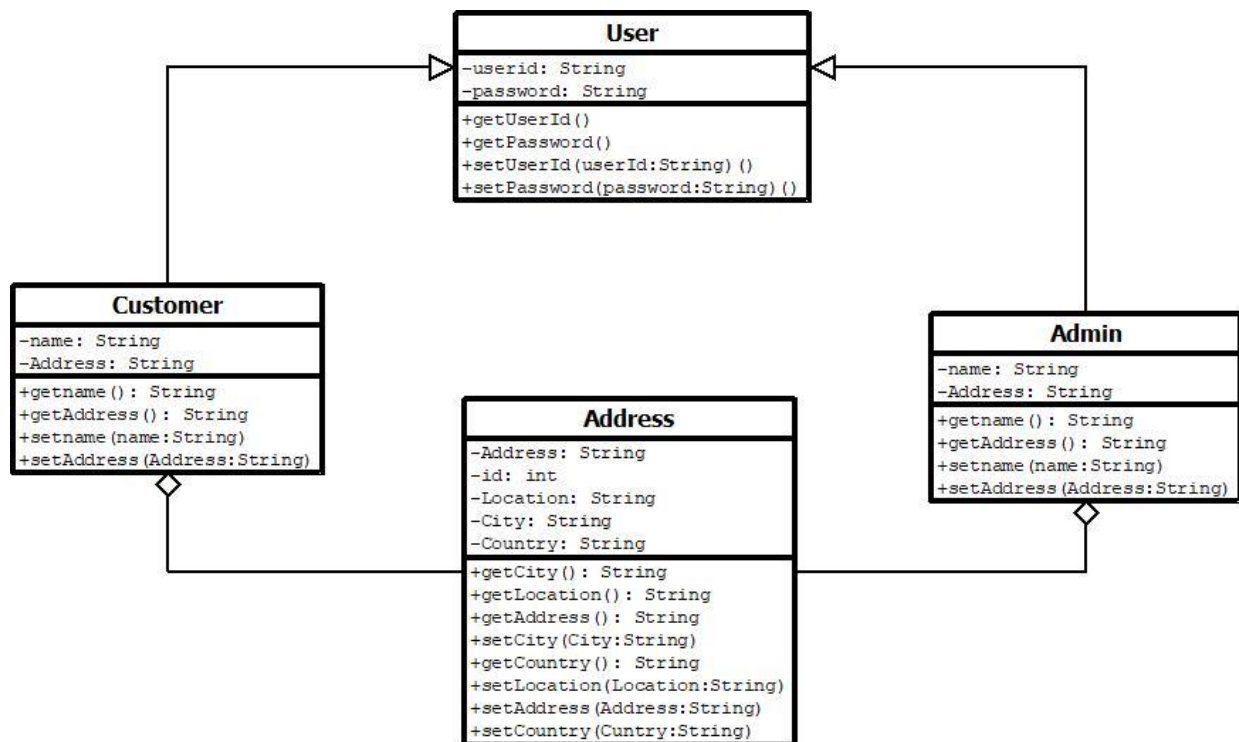 User
-userid: String
-password: String
+getUserId()
+getPassword()
+setUserId(userId:String)()
+setPassword(password:String)()
Customer
-name: String
-Address: String
+getname(): String
+getAddress(): String
+setname(name:String)
+setAddress(Address:String)
Address
-Address: String
-id: int
-Location: String
-City: String
-Country: String
+getCity(): String
+getLocation(): String
+getAddress(): String
+setCity(City:String)
+getCountry(): String
+setLocation(Location:String)
+setAddress(Address:String)
+setCountry(Cuntry:String)
Admin
-name: String
-Address: String
+getname(): String
+getAddress(): String
+setname(name:String)
+setAddress(Address:String)